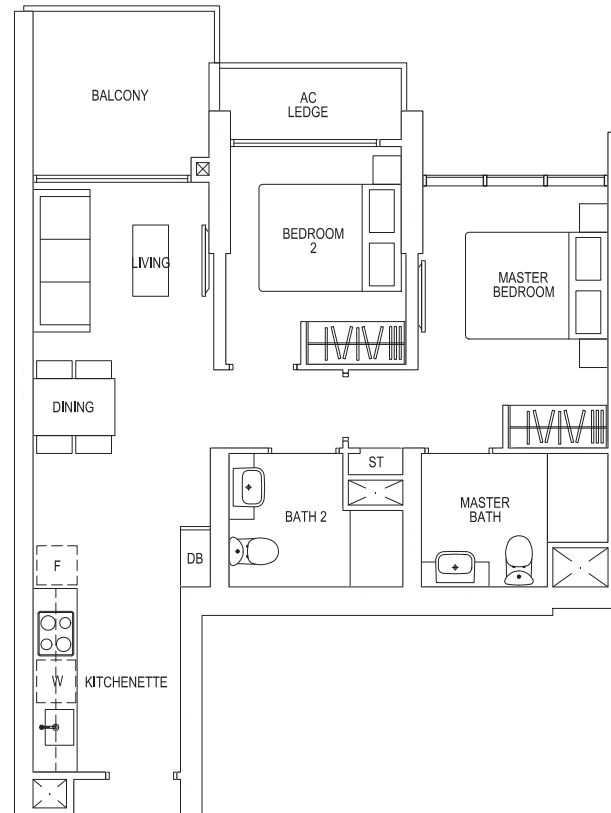 BALCONY
AC
LEDGE
LIVING
BEDROOM
2
MASTER
BEDROOM
DINING
ST
BATH 2
MASTER
BATH
F
DB
W
KITCHENETTE